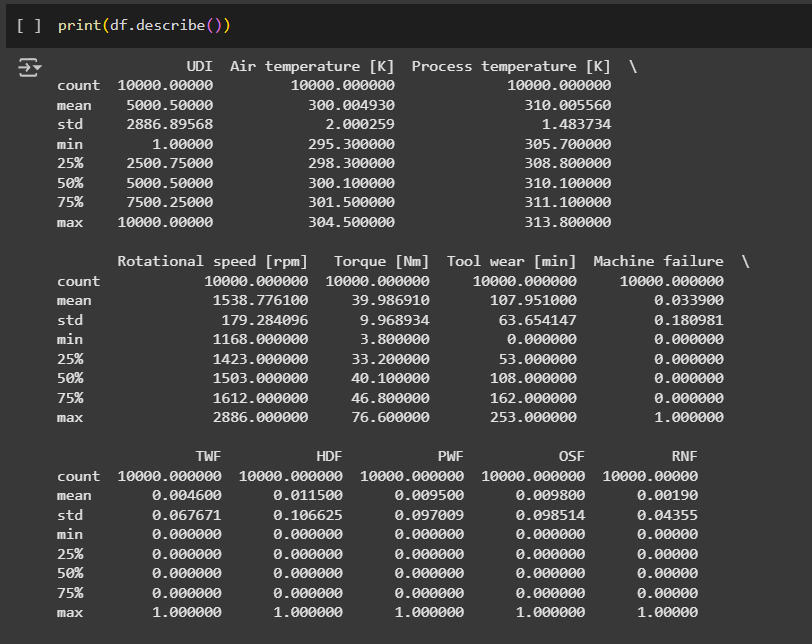 [ ] print(df.describe())
UDI Air temperature [K] Process temperature [K] \
count 10000.00000 10000.000000 10000.000000
mean 5000.50000 300.004930 310.005560
std 2886.89568 2.000259 1.483734
min 1.00000 295.300000 305.700000
25% 2500.75000 298.300000 308.800000
50% 5000.50000 300.100000 310.100000
75% 7500.25000 301.500000 311.100000
max 10000.00000 304.500000 313.800000
Rotational speed [rpm] Torque [Nm] Tool wear [min] Machine failure \
count 10000.000000 10000.000000 10000.000000 10000.000000
mean 1538.776100 39.986910 107.951000 0.033900
std 179.284096 9.968934 63.654147 0.180981
min 1168.000000 3.800000 0.000000 0.000000
25% 1423.000000 33.200000 53.000000 0.000000
50% 1503.000000 40.100000 108.000000 0.000000
75% 1612.000000 46.800000 162.000000 0.000000
max 2886.000000 76.600000 253.000000 1.000000
TWF HDF PWF OSF RNF
count 10000.000000 10000.000000 10000.000000 10000.000000 10000.00000
mean 0.004600 0.011500 0.009500 0.009800 0.00190
std 0.067671 0.106625 0.097009 0.098514 0.04355
min 0.000000 0.000000 0.000000 0.000000 0.00000
25% 0.000000 0.000000 0.000000 0.000000 0.00000
50% 0.000000 0.000000 0.000000 0.000000 0.00000
75% 0.000000 0.000000 0.000000 0.000000 0.00000
max 1.000000 1.000000 1.000000 1.000000 1.00000